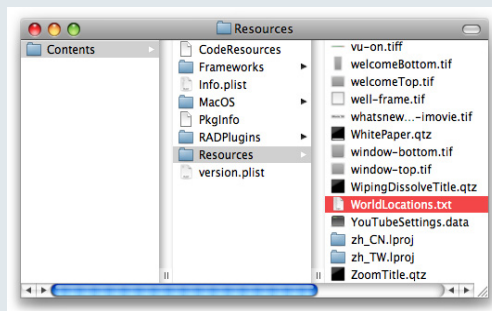 Resources
Contents
CodeResources
Frameworks
Info.plist
MacOS
PkgInfo
RADPlugins
Resources
version.plist
vu-on.tiff
welcomeBottom.tif
welcomeTop.tif
well-frame.tif
whatsnew...-imovie.tif
WhitePaper.qtz
window-bottom.tif
window-top.tif
WipingDissolveTitle.qtz
WorldLocations.txt
YouTubeSettings.data
zh_CN.lproj
zh_TW.lproj
ZoomTitle.qtz